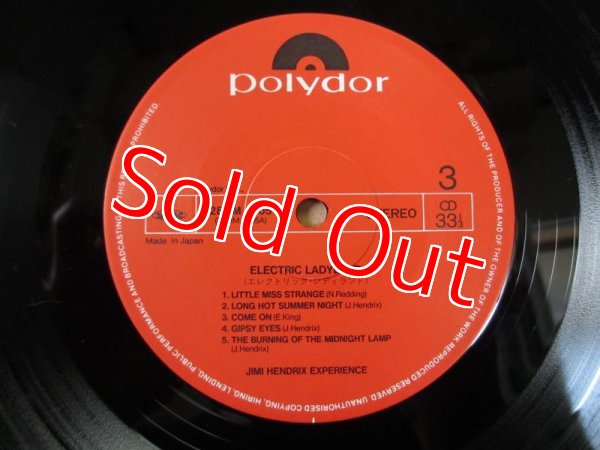 polydor
3
STEREO
33 1/3
Made in Japan
Sold Out
ELECTRIC
(エレクトリック・レディランド)
1. LITTLE MISS STRANGE (N.Redding)
2. LONG HOT SUMMER NIGHT (J.Hendrix)
3. COME ON (E.King)
4. GIPSY EYES (J.Hendrix)
5. THE BURNING OF THE MIDNIGHT LAMP
(J.Hendrix)
JIMI HENDRIX EXPERIENCE
ALL RIGHTS OF THE PRODUCER AND OF THE OWNER OF THE WORK REPRODUCED RESERVED. UNAUTHORISED COPYING, HIRING, LENDING, PUBLIC PERFORMANCE AND BROADCASTING OF THIS PROHIBITED.